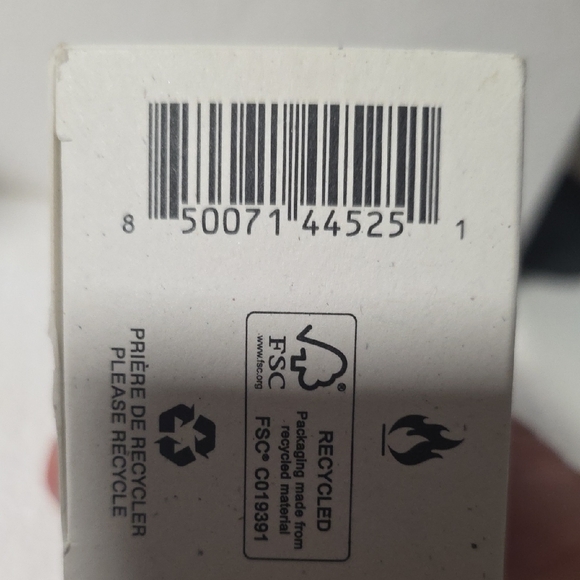 8 50071 44525 1
FSC®
www.fsc.org
RECYCLED
Packaging made from
recycled material
FSC® C019391
PRIÈRE DE RECYCLER
PLEASE RECYCLE